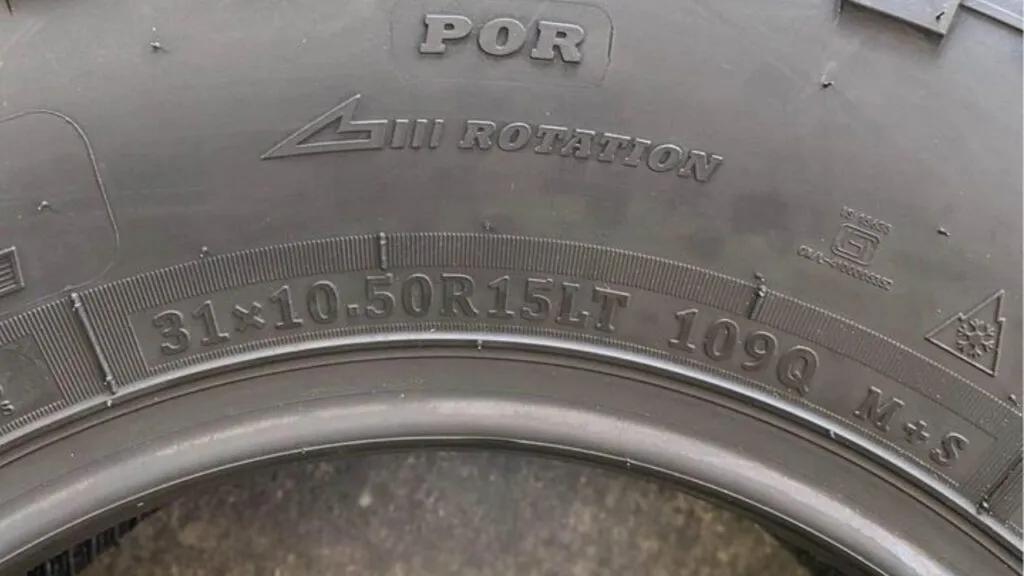 POR
ROTATION
31×10.50R15LT 109Q M+S